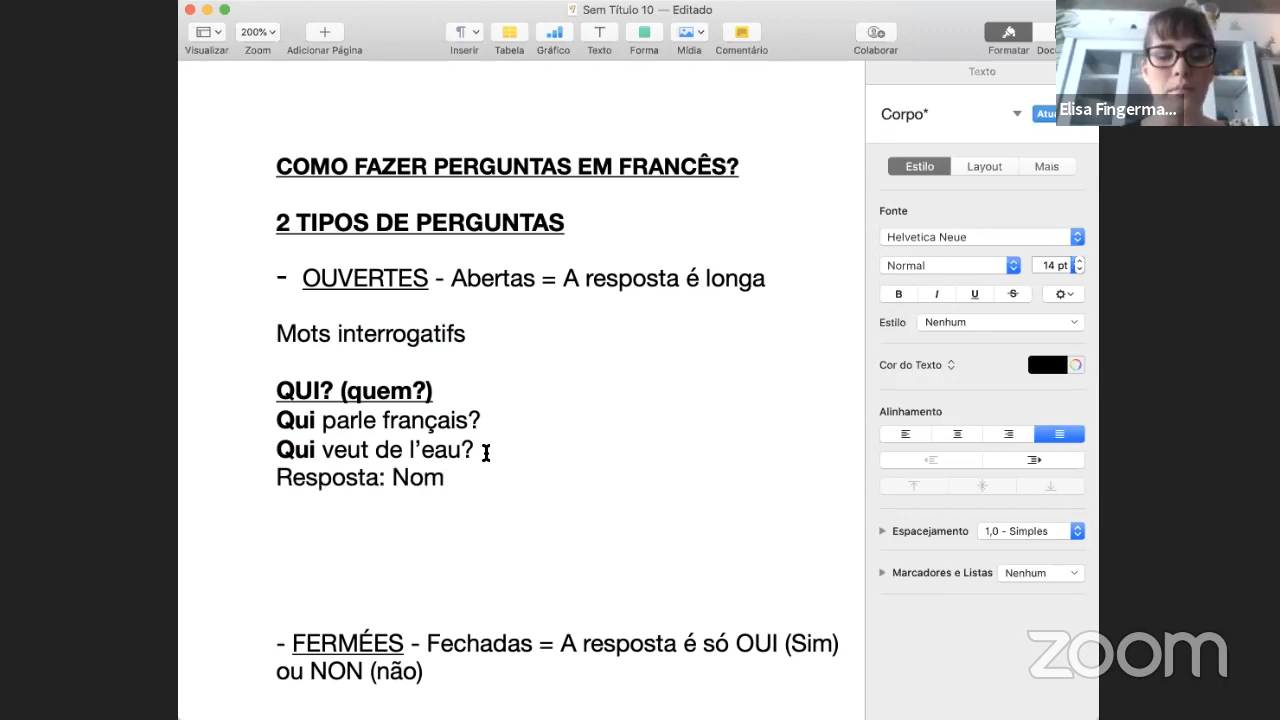 Sem Título 10 — Editado
Visualizar
200%
Zoom
Adicionar Página
Inserir
Tabela
Gráfico
Texto
Forma
Mídia
Comentário
Colaborar
Formatar
Elisa Fingerma...
Texto
Corpo*
Estilo
Layout
Mais
Fonte
Helvetica Neue
Normal
14 pt
B I U S
Estilo
Nenhum
Cor do Texto
Alinhamento
Espaçamento
1,0 - Simples
Marcadores e Listas
Nenhum
COMO FAZER PERGUNTAS EM FRANCÊS?
2 TIPOS DE PERGUNTAS
- OUVERTES - Abertas = A resposta é longa
Mots interrogatifs
QUI? (quem?)
Qui parle français?
Qui veut de l’eau?
Resposta: Nom
- FERMÉES - Fechadas = A resposta é só OUI (Sim)
ou NON (não)
zoom